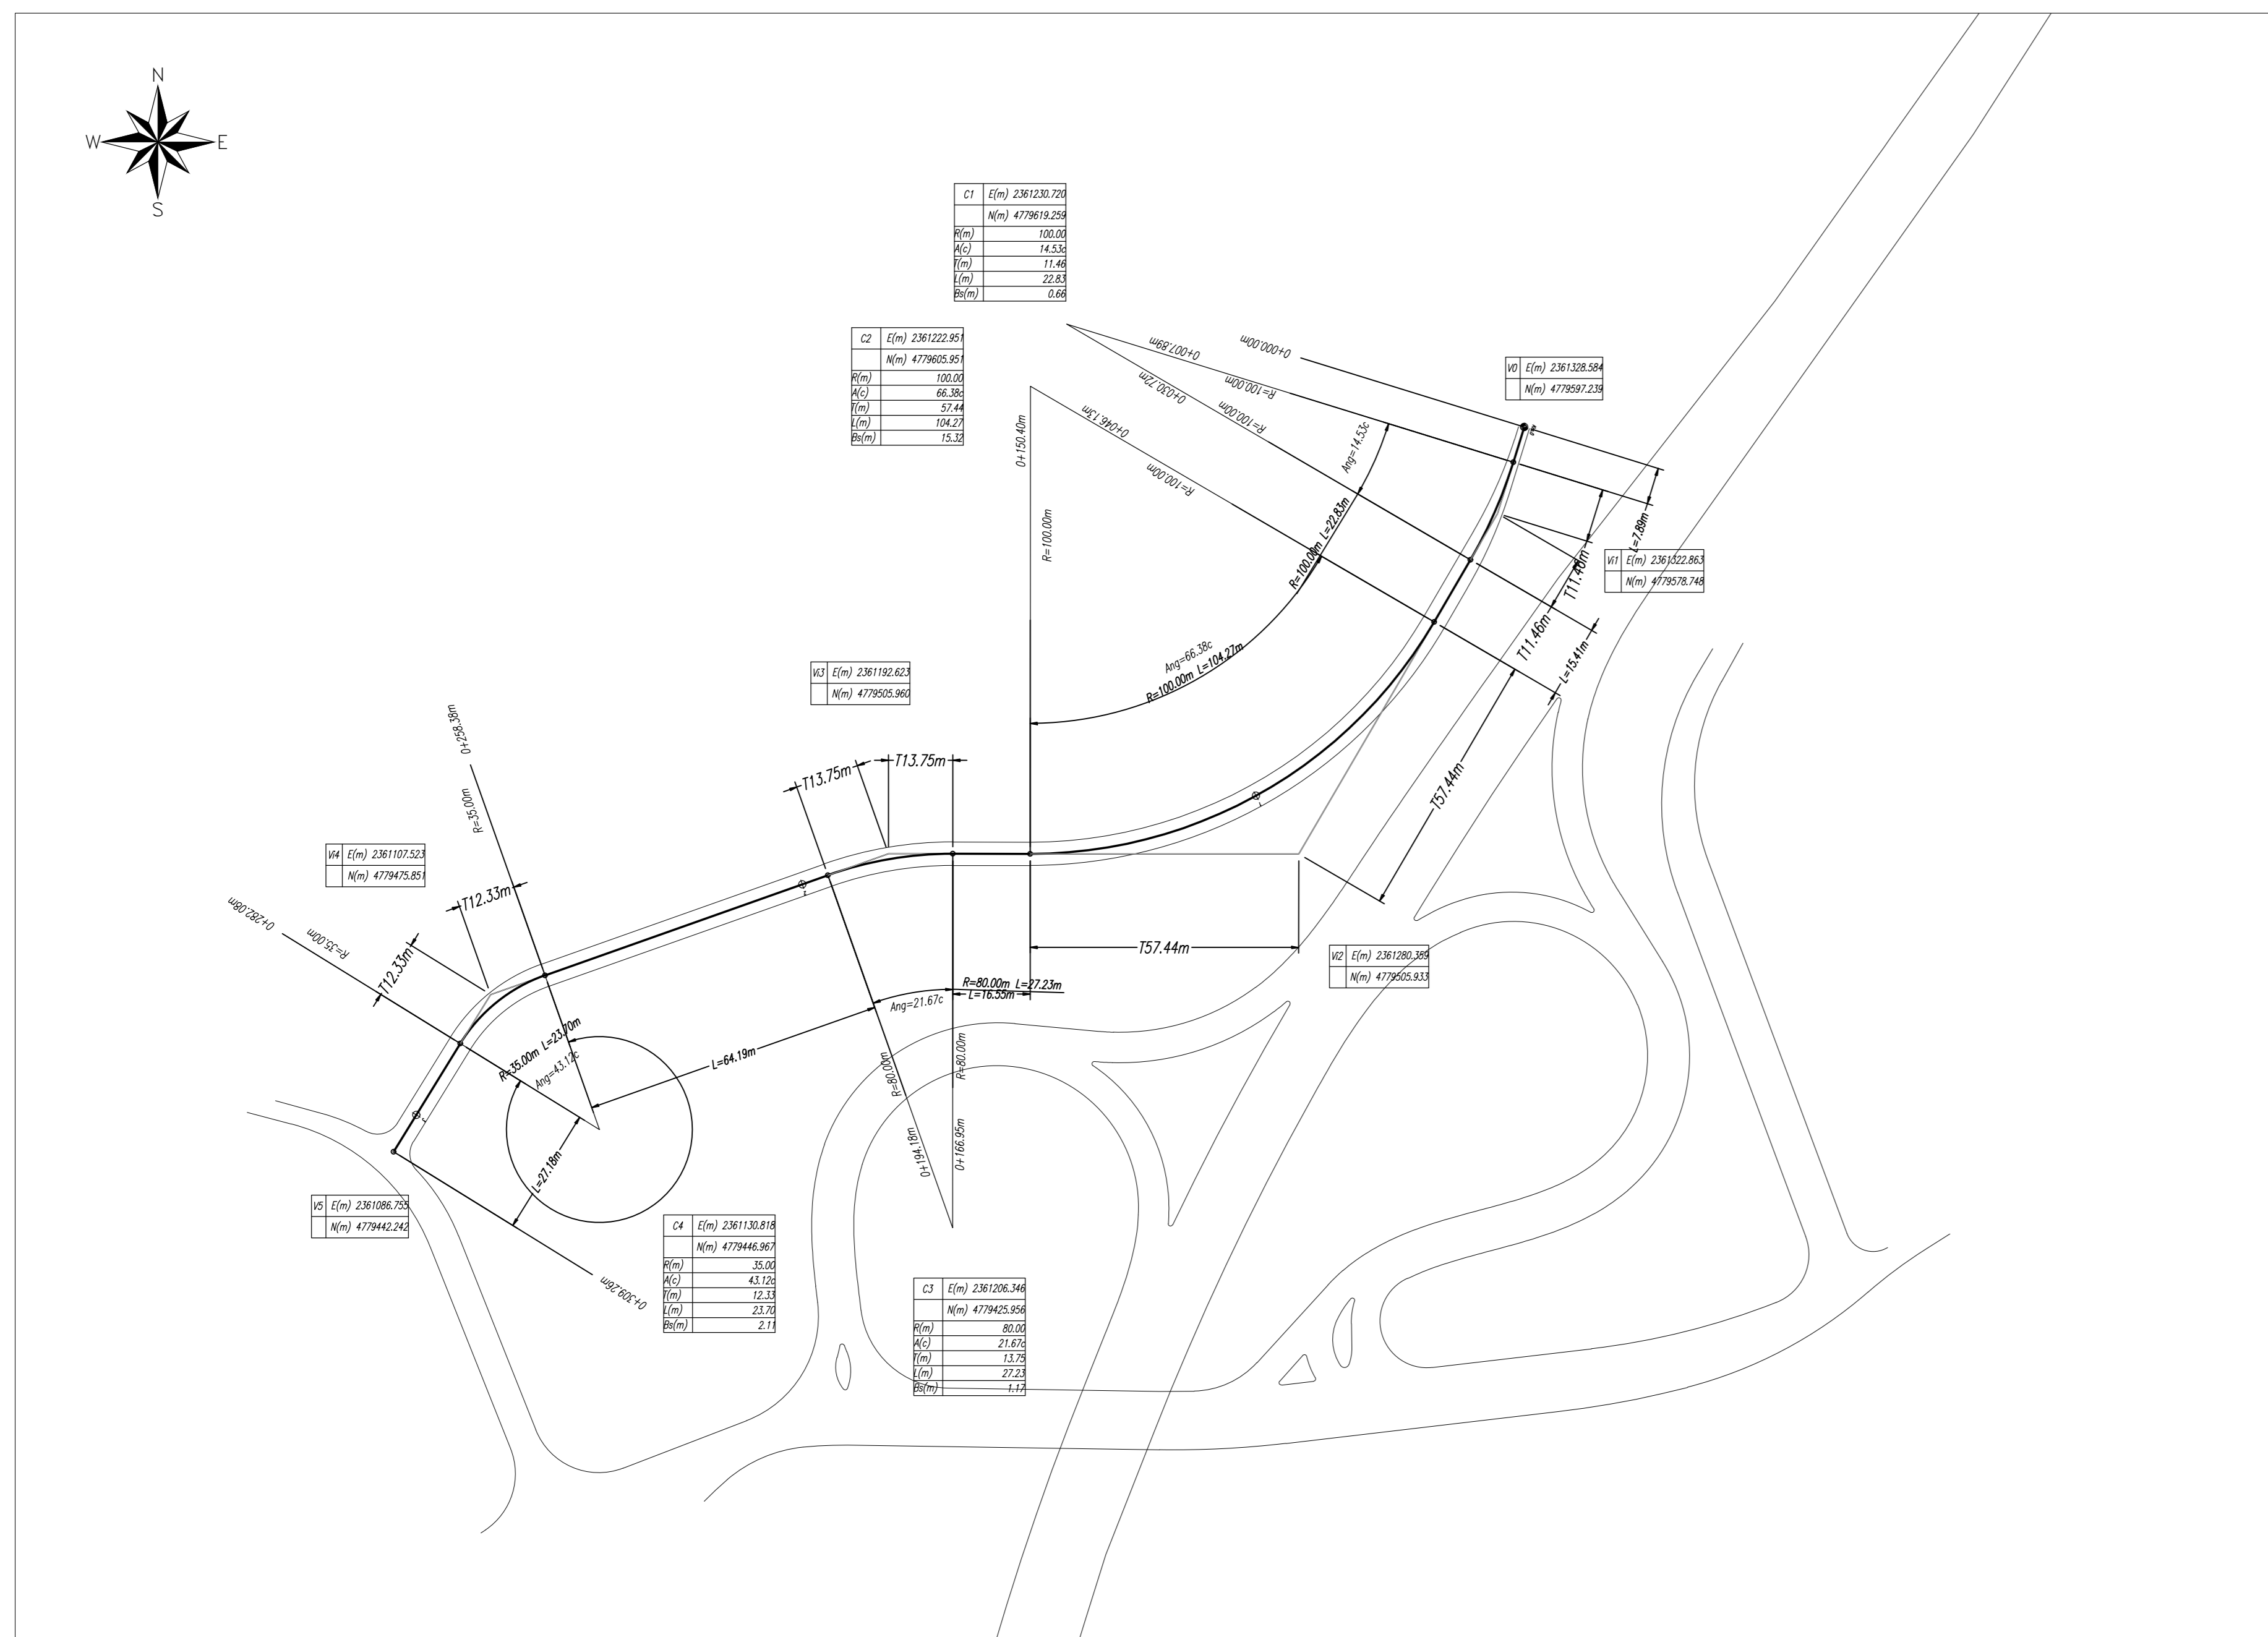 N
W
E
S
C1 E(m) 2361230.720
N(m) 4779619.259
R(m) 100.00
A(c) 14.53c
T(m) 11.46
L(m) 22.83
Bs(m) 0.66
C2 E(m) 2361222.951
N(m) 4779605.951
R(m) 100.00
A(c) 66.38c
T(m) 57.44
L(m) 104.27
Bs(m) 15.32
0+000.00m
0+007.89m
R=100.00m
0+030.72m
R=100.00m
0+046.13m
R=100.00m
0+150.40m
R=100.00m
V0 E(m) 2361328.584
N(m) 4779597.239
Ang=14.53c
R=100.00m L=22.83m
L=7.89m
T11.46m
Vi1 E(m) 2361322.863
N(m) 4779578.748
T11.46m
L=15.41m
Ang=66.38c
R=100.00m L=104.27m
T57.44m
Vi3 E(m) 2361192.623
N(m) 4779505.960
0+258.38m
R=35.00m
T13.75m
T13.75m
Vi4 E(m) 2361107.523
N(m) 4779475.851
T12.33m
0+282.08m
R=35.00m
T12.33m
T57.44m
Vi2 E(m) 2361280.359
N(m) 4779505.933
R=80.00m L=27.23m
L=16.55m
Ang=21.67c
R=35.00m L=23.70m
Ang=43.12c
L=64.19m
R=80.00m
R=80.00m
0+194.18m
0+166.95m
L=27.18m
V5 E(m) 2361086.755
N(m) 4779442.242
0+309.26m
C4 E(m) 2361130.818
N(m) 4779446.967
R(m) 35.00
A(c) 43.12c
T(m) 12.33
L(m) 23.70
Bs(m) 2.11
C3 E(m) 2361206.346
N(m) 4779425.956
R(m) 80.00
A(c) 21.67c
T(m) 13.75
L(m) 27.23
Bs(m) 1.17